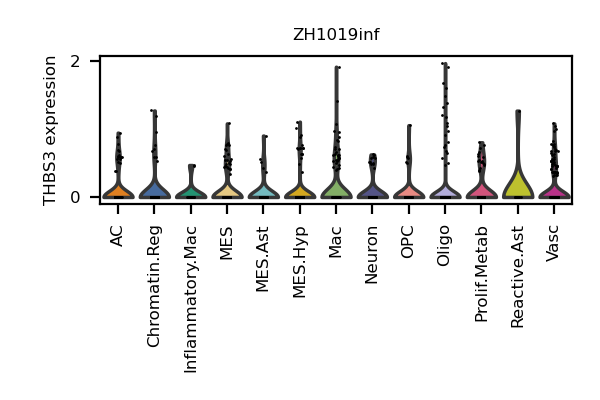 ZH1019inf
THBS3 expression
2
0
AC
Chromatin.Reg
Inflammatory.Mac
MES
MES.Ast
MES.Hyp
Mac
Neuron
OPC
Oligo
Prolif.Metab
Reactive.Ast
Vasc